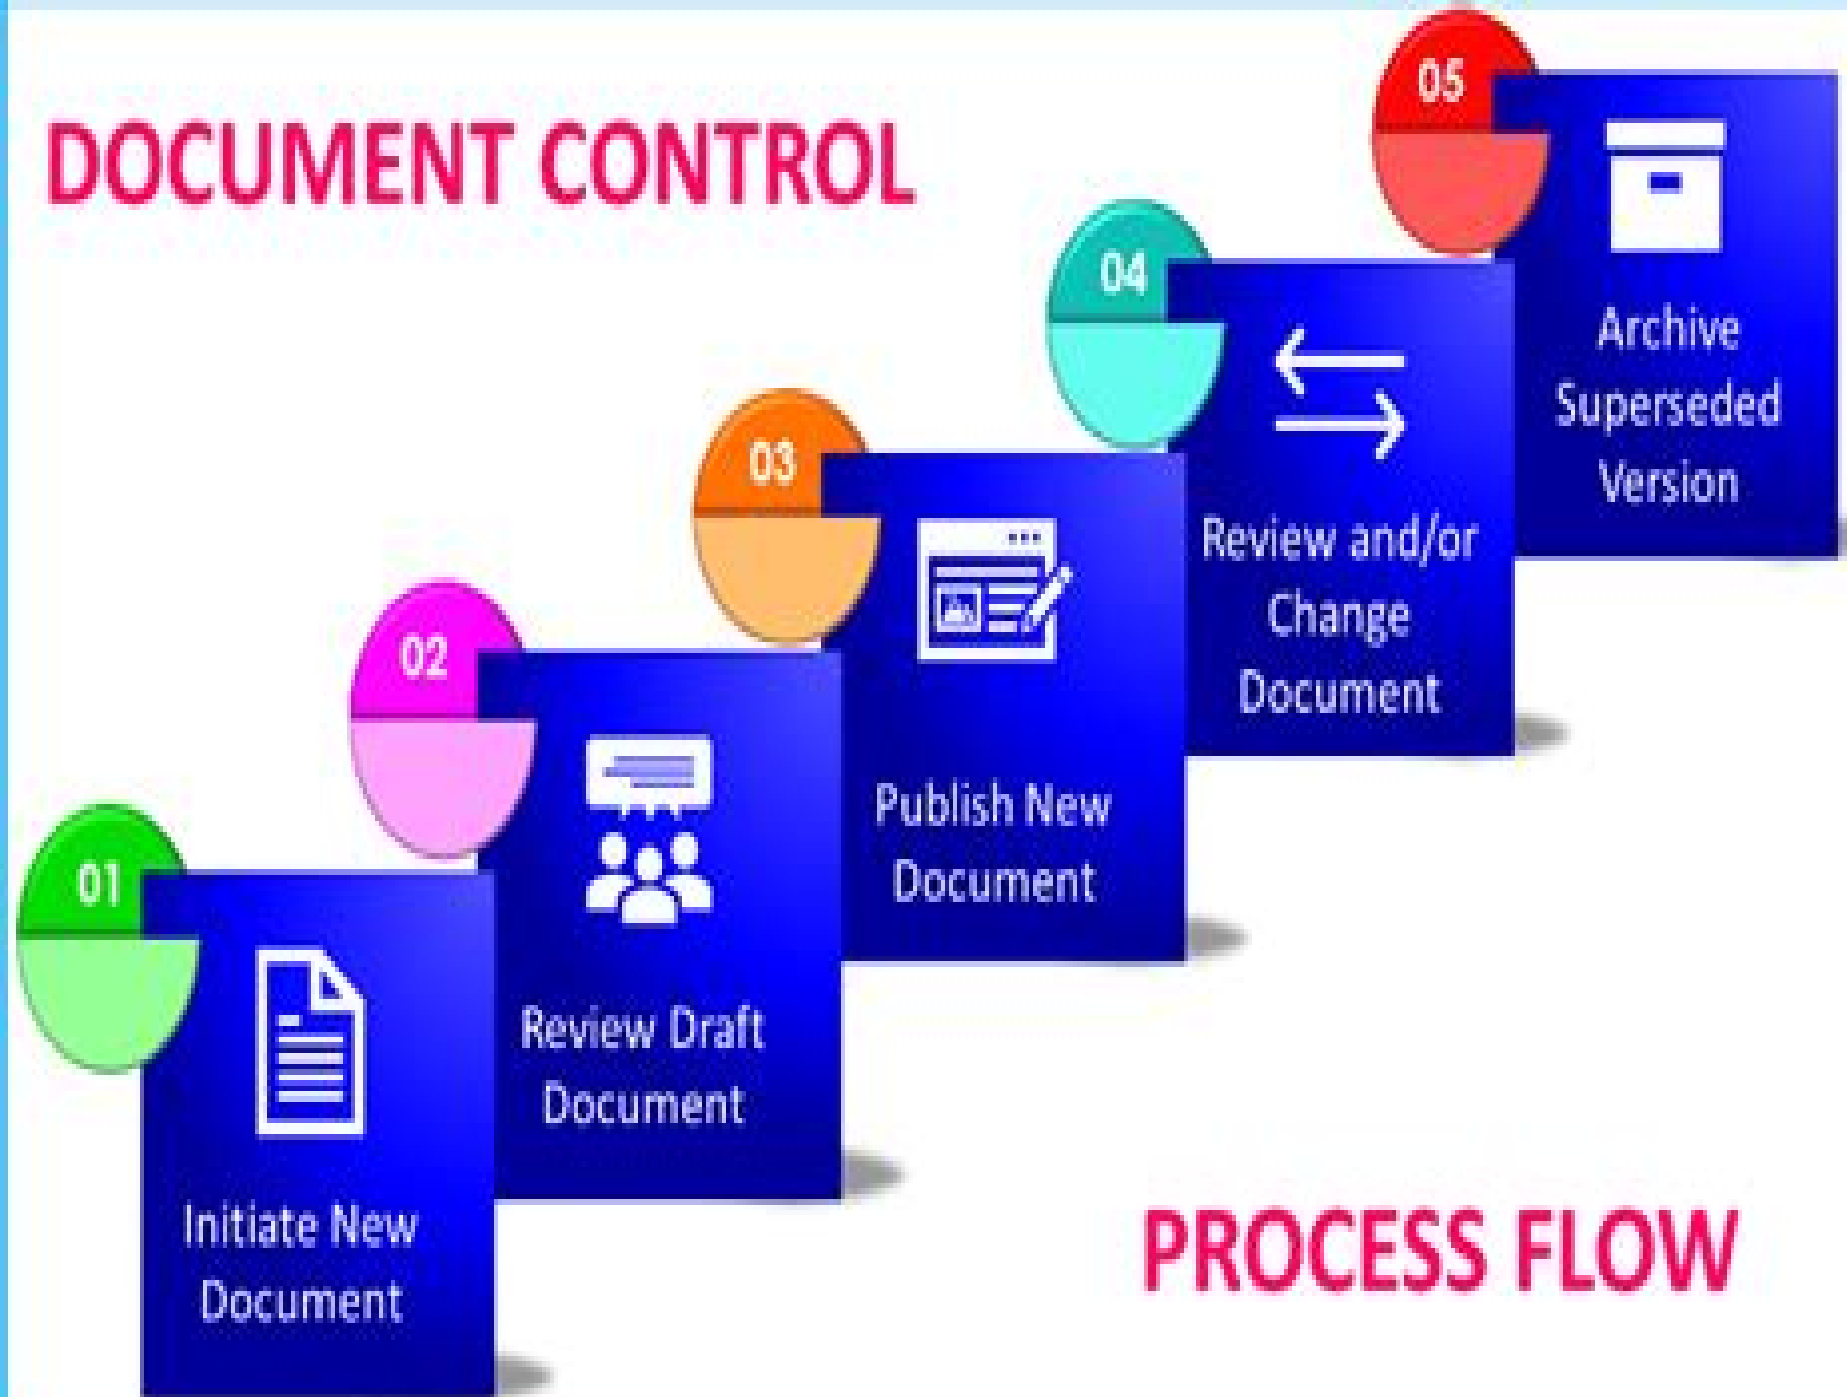 DOCUMENT CONTROL
01
Initiate New
Document
02
Review Draft
Document
03
Publish New
Document
04
Review and/or
Change
Document
05
Archive
Superseded
Version
PROCESS FLOW